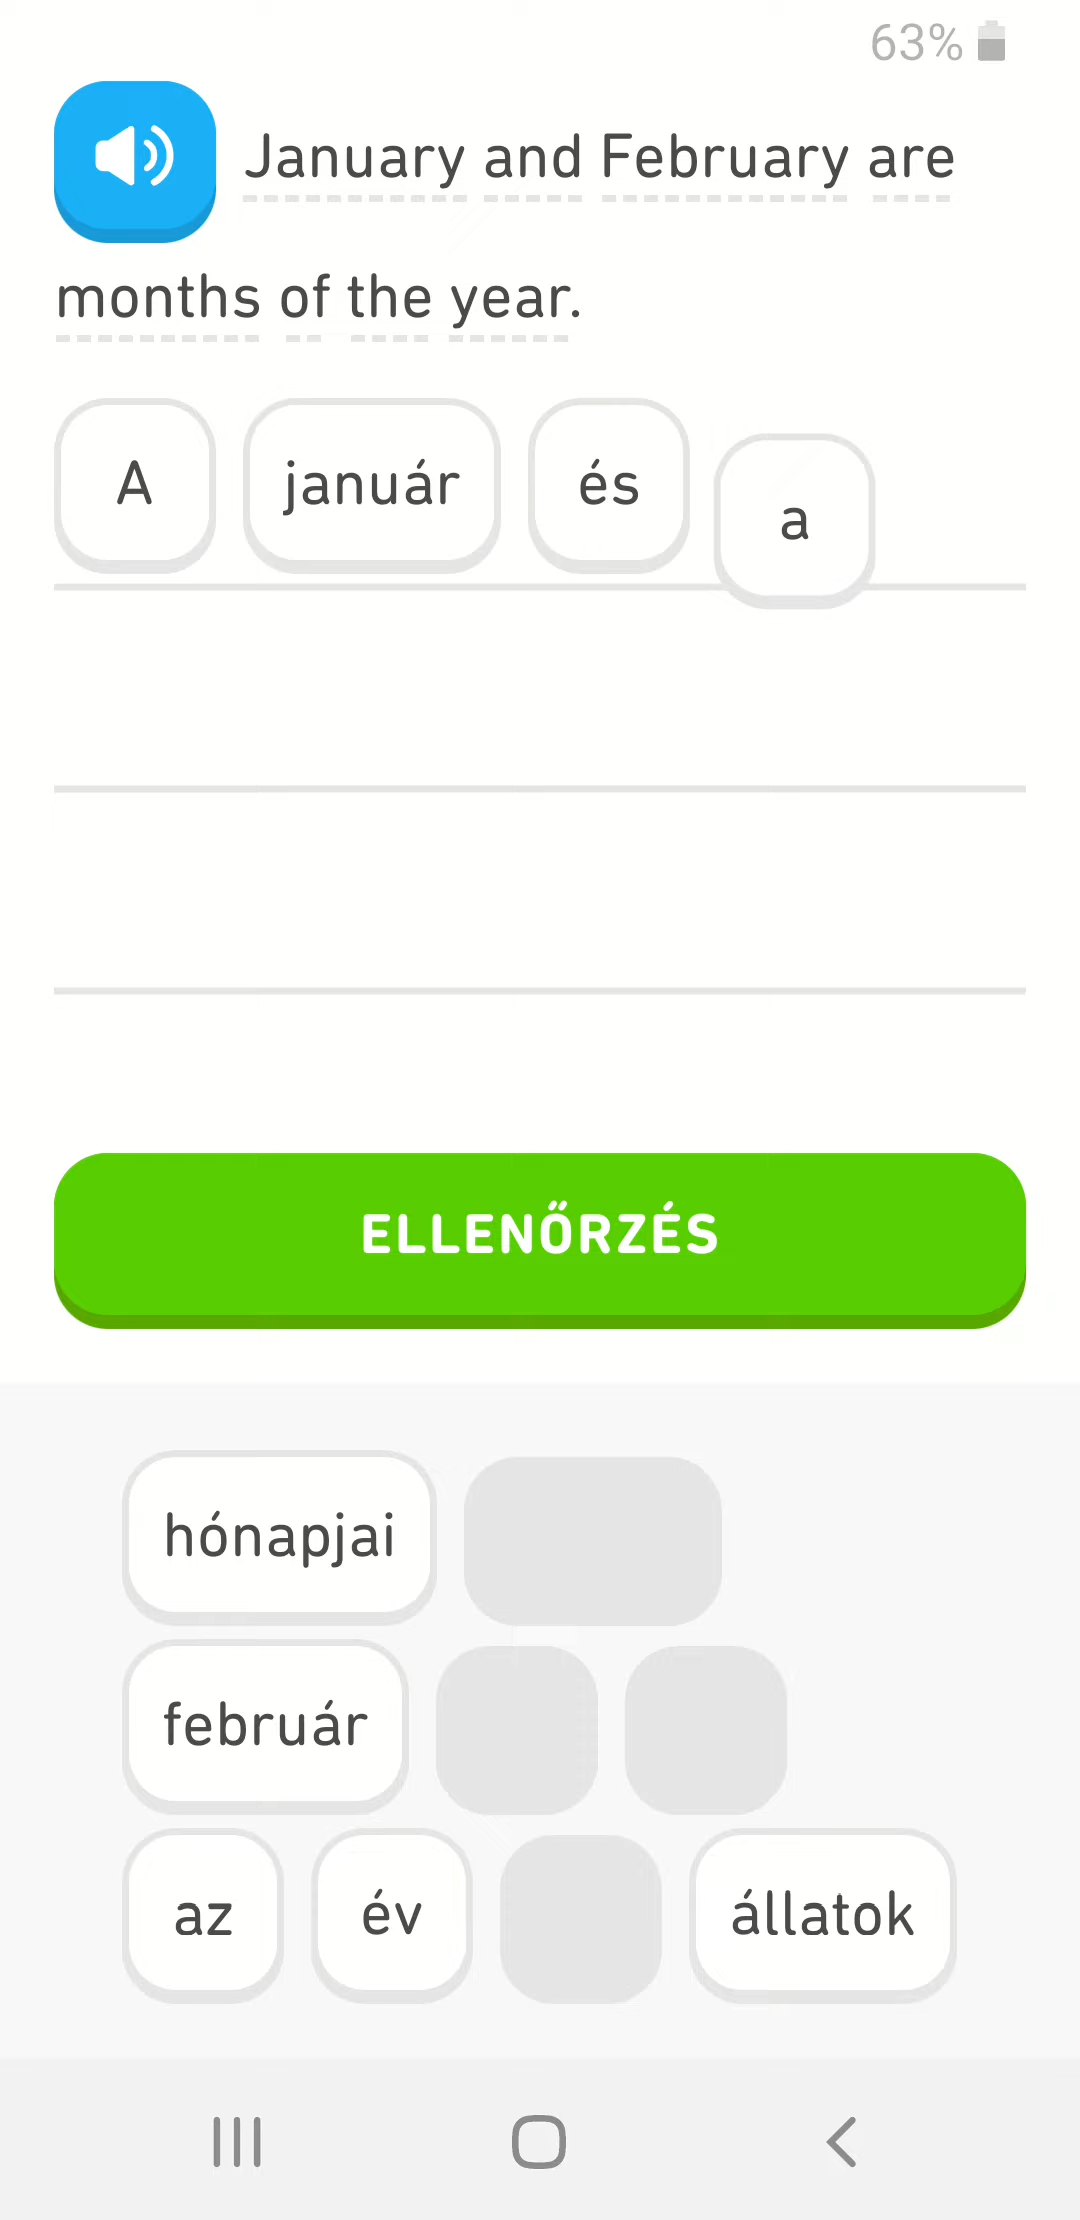 63%
January and February are
months of the year.
A január és a
ELLENŐRZÉS
hónapjai
február
az év állatok